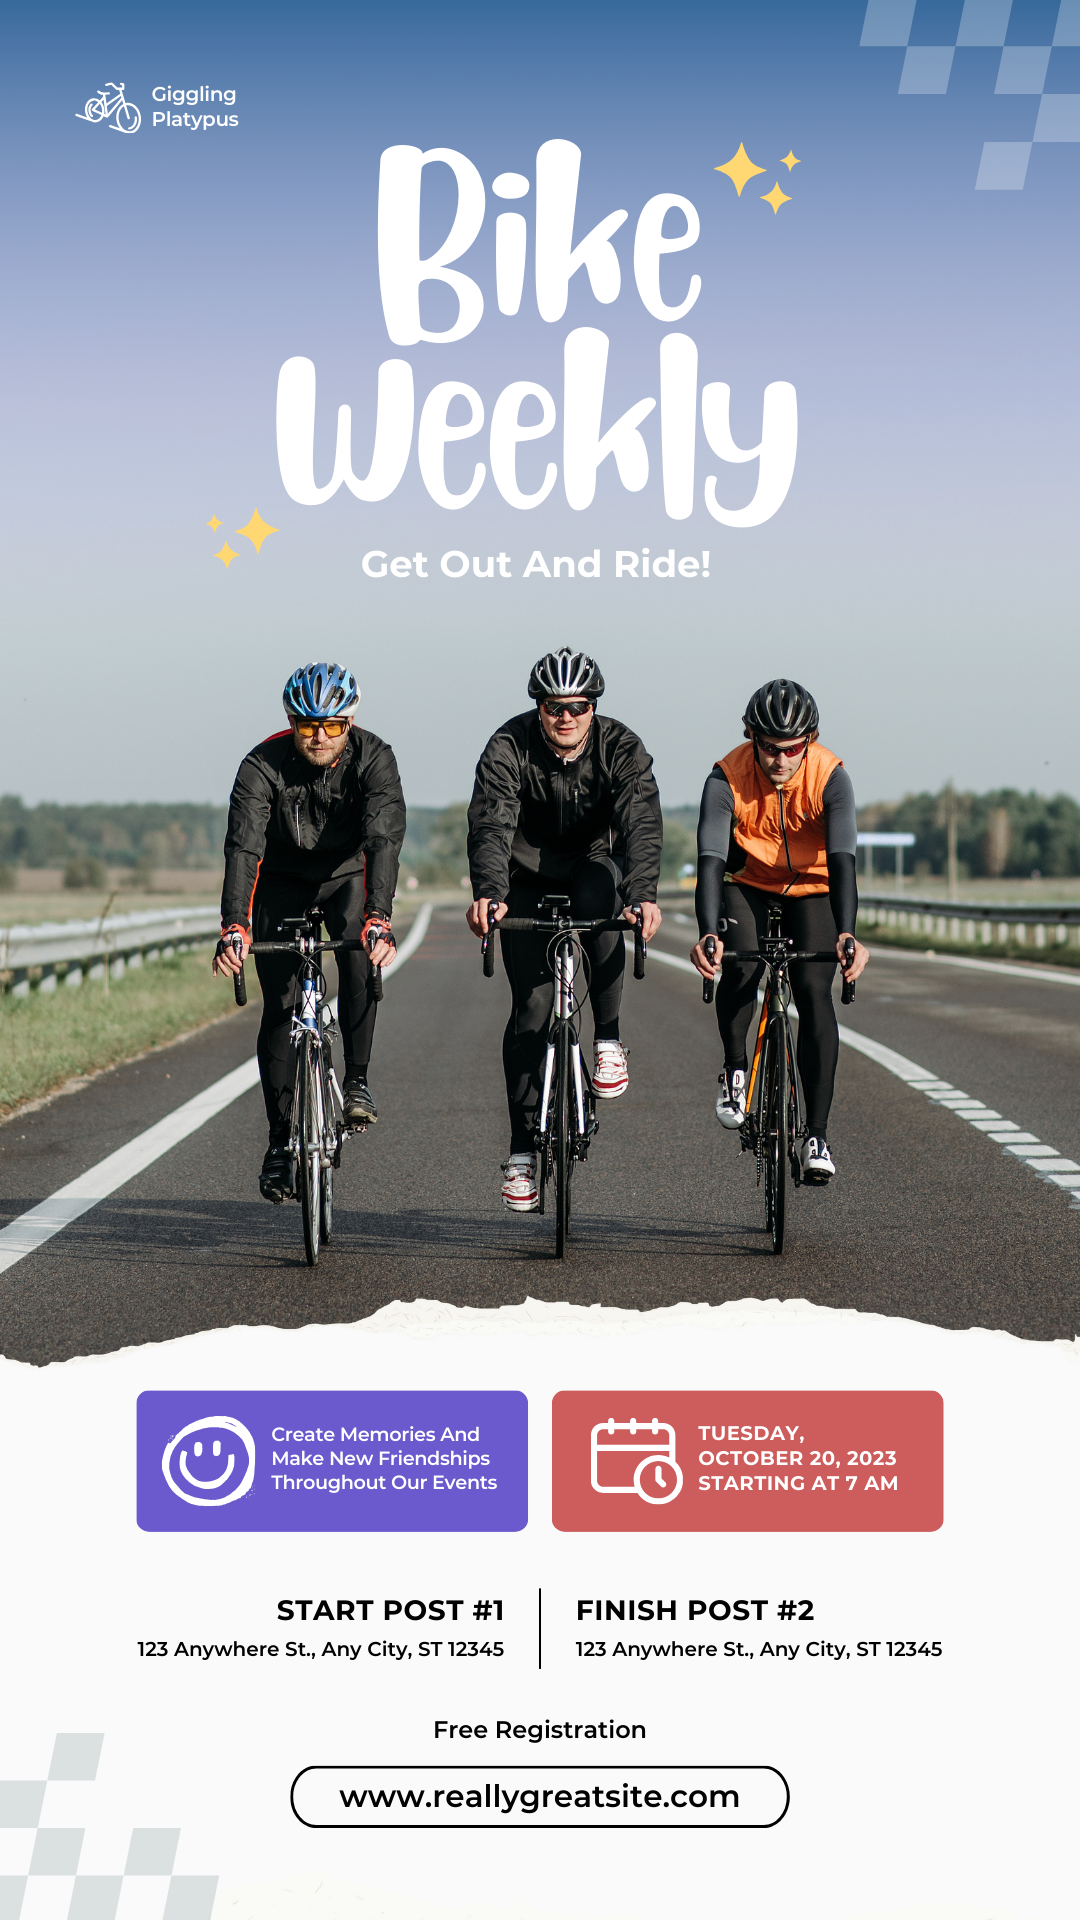 Giggling
Platypus
Bike
Weekly
Get Out And Ride!
Create Memories And
Make New Friendships
Throughout Our Events
TUESDAY,
OCTOBER 20, 2023
STARTING AT 7 AM
START POST #1
123 Anywhere St., Any City, ST 12345
FINISH POST #2
123 Anywhere St., Any City, ST 12345
Free Registration
www.reallygreatsite.com